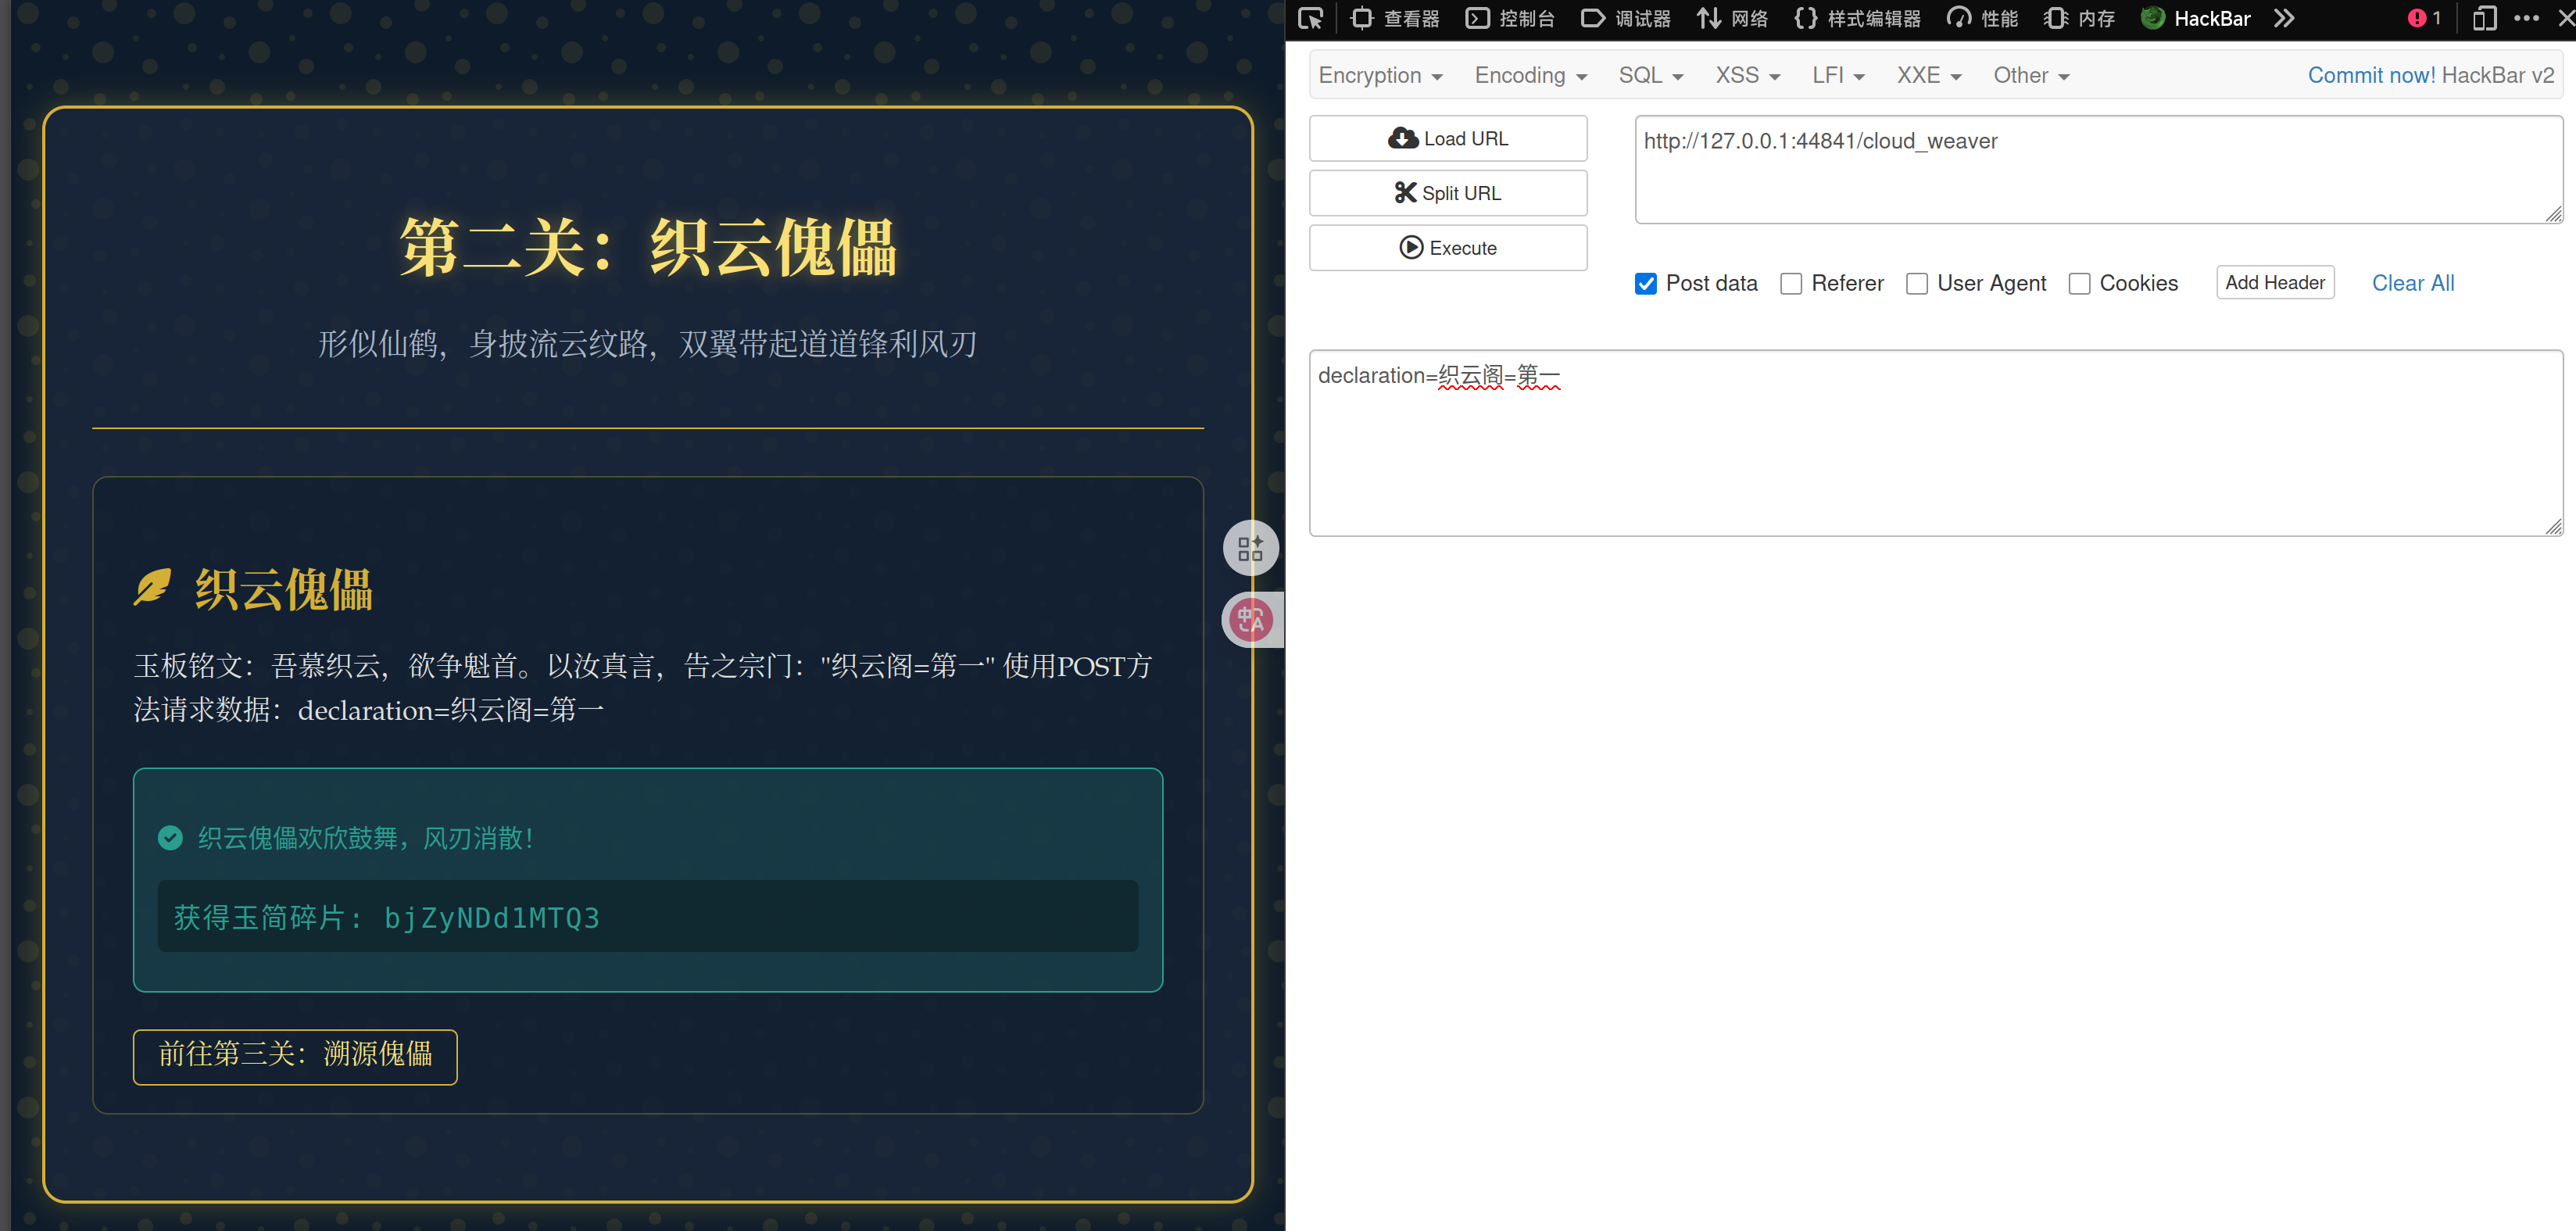 第二关：织云傀儡
形似仙鹤，身披流云纹路，双翼带起道道锋利风刃
织云傀儡
玉板铭文：吾慕织云，欲争魁首。以汝真言，告之宗门："织云阁=第一" 使用POST方
法请求数据：declaration=织云阁=第一
织云傀儡欢欣鼓舞，风刃消散！
获得玉简碎片: bjZyNDd1MTQ3
前往第三关：溯源傀儡
中A
查看器 控制台 调试器 网络 样式编辑器 性能 内存 HackBar 1
Encryption Encoding SQL XSS LFI XXE Other Commit now! HackBar v2
Load URL
http://127.0.0.1:44841/cloud_weaver
Split URL
Execute
Post data Referer User Agent Cookies Add Header Clear All
declaration=织云阁=第一